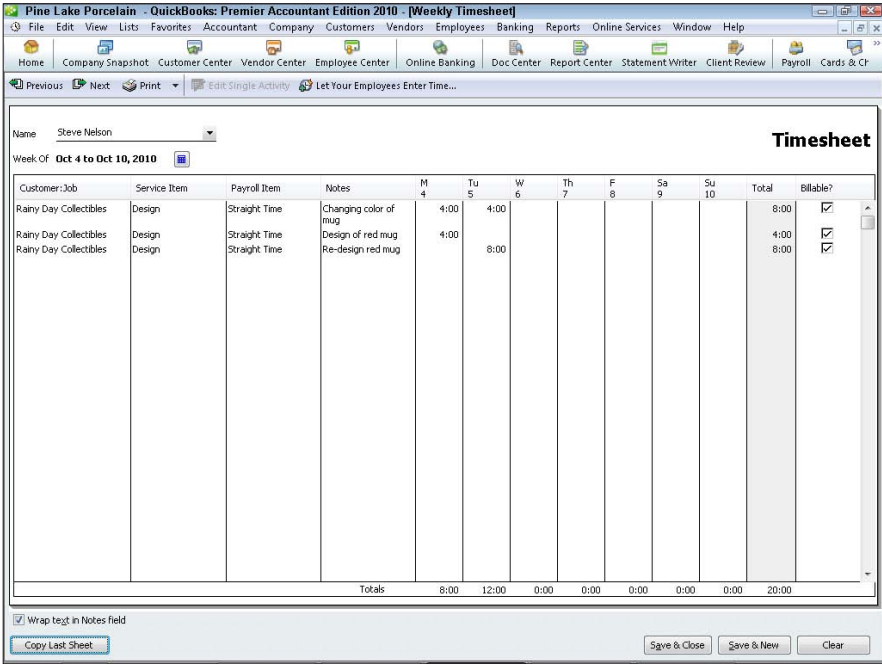 Pine Lake Porcelain - QuickBooks: Premier Accountant Edition 2010 - [Weekly Timesheet]
File Edit View Lists Favorites Accountant Company Customers Vendors Employees Banking Reports Online Services Window Help
Home Company Snapshot Customer Center Vendor Center Employee Center Online Banking Doc Center Report Center Statement Writer Client Review Payroll Cards & Ch
Previous Next Print Edit Single Activity Let Your Employees Enter Time...
Name Steve Nelson
Timesheet
Week Of Oct 4 to Oct 10, 2010
Customer:Job Service Item Payroll Item Notes M Tu W Th F Sa Su Total Billable?
4 5 6 7 8 9 10
Rainy Day Collectibles Design Straight Time Changing color of 4:00 4:00 8:00
mug
Rainy Day Collectibles Design Straight Time Design of red mug 4:00 4:00
Rainy Day Collectibles Design Straight Time Re-design red mug 8:00 8:00
Totals 8:00 12:00 0:00 0:00 0:00 0:00 0:00 20:00
Wrap text in Notes field
Copy Last Sheet Save & Close Save & New Clear